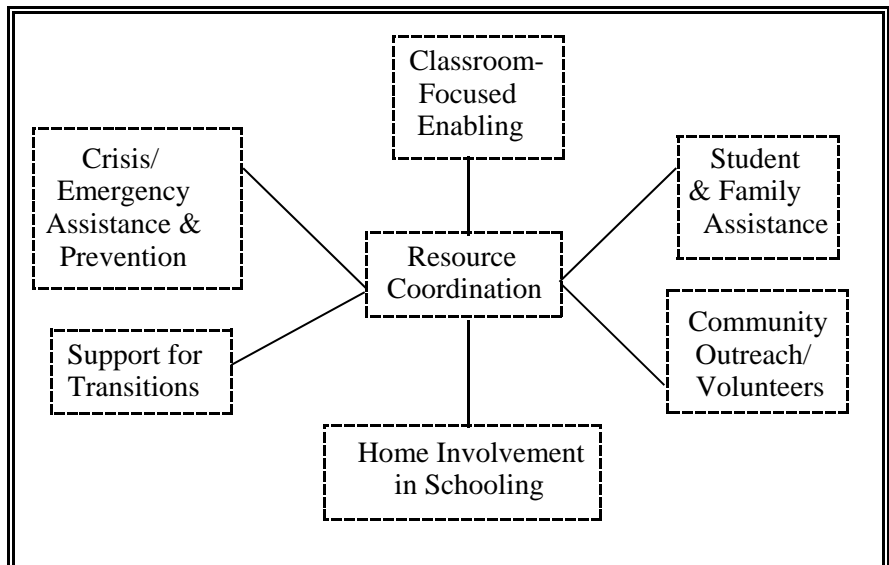 Classroom-
Focused
Enabling
Crisis/
Emergency
Assistance &
Prevention
Student
& Family
Assistance
Resource
Coordination
Support for
Transitions
Community
Outreach/
Volunteers
Home Involvement
in Schooling